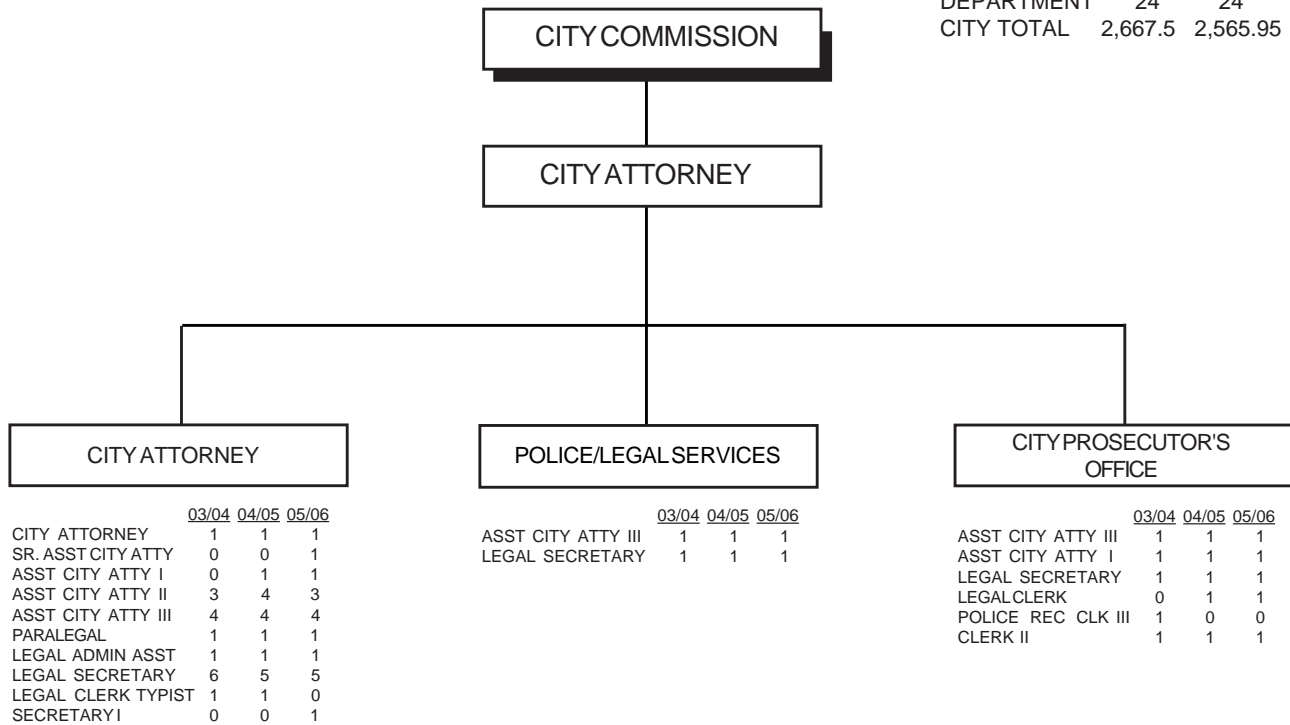 DEPARTMENT 24 24
CITY TOTAL 2,667.5 2,565.95
CITY COMMISSION
CITY ATTORNEY
CITY ATTORNEY
03/04 04/05 05/06
CITY ATTORNEY 1 1 1
SR. ASST CITY ATTY 0 0 1
ASST CITY ATTY I 0 1 1
ASST CITY ATTY II 3 4 3
ASST CITY ATTY III 4 4 4
PARALEGAL 1 1 1
LEGAL ADMIN ASST 1 1 1
LEGAL SECRETARY 6 5 5
LEGAL CLERK TYPIST 1 1 0
SECRETARY I 0 0 1
POLICE/LEGAL SERVICES
03/04 04/05 05/06
ASST CITY ATTY III 1 1 1
LEGAL SECRETARY 1 1 1
CITY PROSECUTOR'S
OFFICE
03/04 04/05 05/06
ASST CITY ATTY III 1 1 1
ASST CITY ATTY I 1 1 1
LEGAL SECRETARY 1 1 1
LEGAL CLERK 0 1 1
POLICE REC CLK III 1 0 0
CLERK II 1 1 1